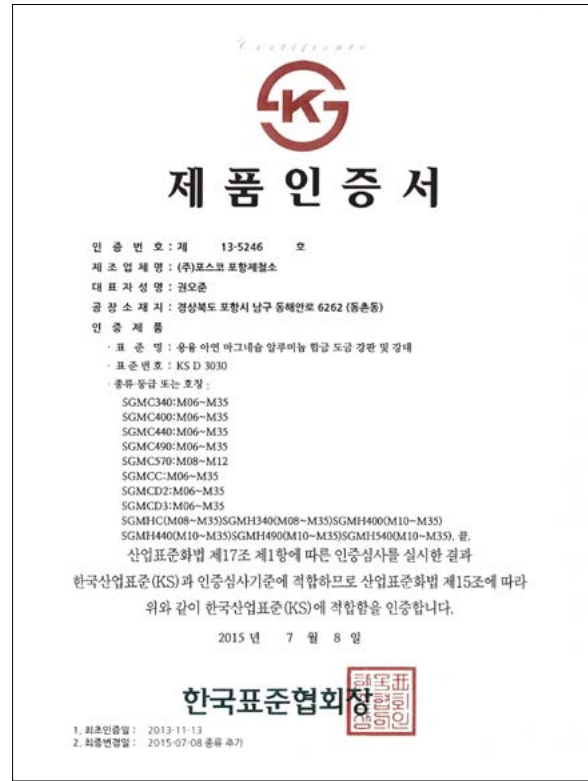 Certificate
KS
제품인증서
인 증 번 호 : 제 13-5246 호
제 조 업 체 명 : (주)포스코 포항제철소
대 표 자 성 명 : 권오준
공 장 소 재 지 : 경상북도 포항시 남구 동해안로 6262 (동촌동)
인 증 제 품
· 표 준 명 : 용융 아연 마그네슘 알루미늄 합금 도금 강판 및 강대
· 표준번호 : KS D 3030
· 종류·등급 또는 호칭 :
SGMC340:M06~M35
SGMC400:M06~M35
SGMC440:M06~M35
SGMC490:M06~M35
SGMC570:M08~M12
SGMCC:M06~M35
SGMCD2:M06~M35
SGMCD3:M06~M35
SGMHC(M08~M35)SGMH340(M08~M35)SGMH400(M10~M35)
SGMH440(M10~M35)SGMH490(M10~M35)SGMH540(M10~M35). 끝.
산업표준화법 제17조 제1항에 따른 인증심사를 실시한 결과
한국산업표준(KS)과 인증심사기준에 적합하므로 산업표준화법 제15조에 따라
위와 같이 한국산업표준(KS)에 적합함을 인증합니다.
2015 년 7 월 8 일
한국표준협회장
1. 최초인증일 : 2013-11-13
2. 최종변경일 : 2015-07-08 종류 추가